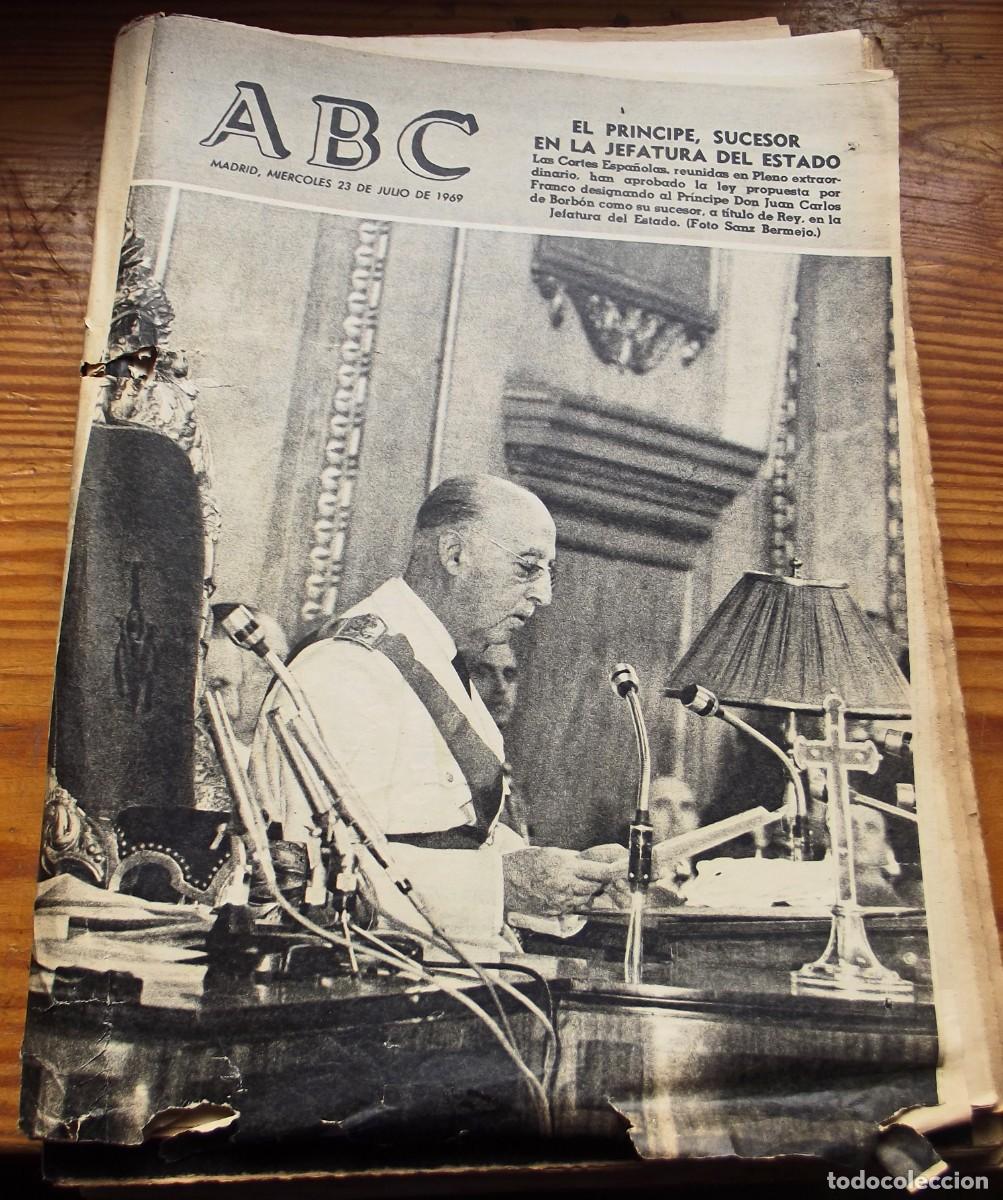 ABC
MADRID, MIERCOLES 23 DE JULIO DE 1969
EL PRINCIPE, SUCESOR
EN LA JEFATURA DEL ESTADO
Las Cortes Españolas, reunidas en Pleno extraor-
dinario, han aprobado la ley propuesta por
Franco designando al Príncipe Don Juan Carlos
de Borbón como su sucesor, a título de Rey, en la
Jefatura del Estado. (Foto Sanz Bermejo.)
todocoleccion